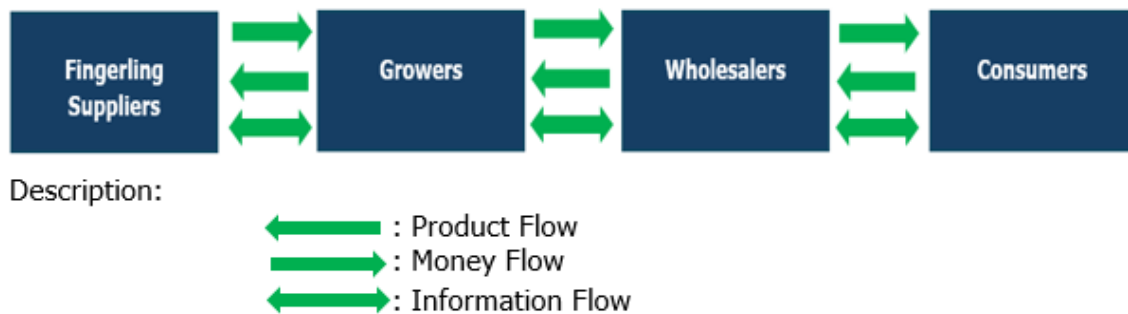 Fingerling
Suppliers
Growers
Wholesalers
Consumers
Description:
: Product Flow
: Money Flow
: Information Flow